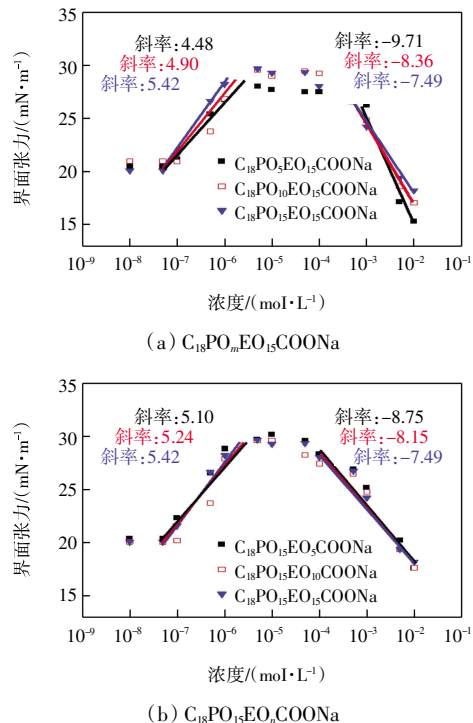 35
30
25
20
15
界面张力/(mN·m⁻¹)
斜率:4.48
斜率:4.90
斜率:5.42
斜率:-9.71
斜率:-8.36
斜率:-7.49
C₁₈PO₅EO₁₅COONa
C₁₈PO₁₀EO₁₅COONa
C₁₈PO₁₅EO₁₅COONa
10⁻⁹ 10⁻⁸ 10⁻⁷ 10⁻⁶ 10⁻⁵ 10⁻⁴ 10⁻³ 10⁻² 10⁻¹
浓度/(moI·L⁻¹)
(a) C₁₈POₘEO₁₅COONa
35
30
25
20
15
界面张力/(mN·m⁻¹)
斜率:5.10
斜率:5.24
斜率:5.42
斜率:-8.75
斜率:-8.15
斜率:-7.49
C₁₈PO₁₅EO₅COONa
C₁₈PO₁₅EO₁₀COONa
C₁₈PO₁₅EO₁₅COONa
10⁻⁹ 10⁻⁸ 10⁻⁷ 10⁻⁶ 10⁻⁵ 10⁻⁴ 10⁻³ 10⁻² 10⁻¹
浓度/(moI·L⁻¹)
(b) C₁₈PO₁₅EOₙCOONa